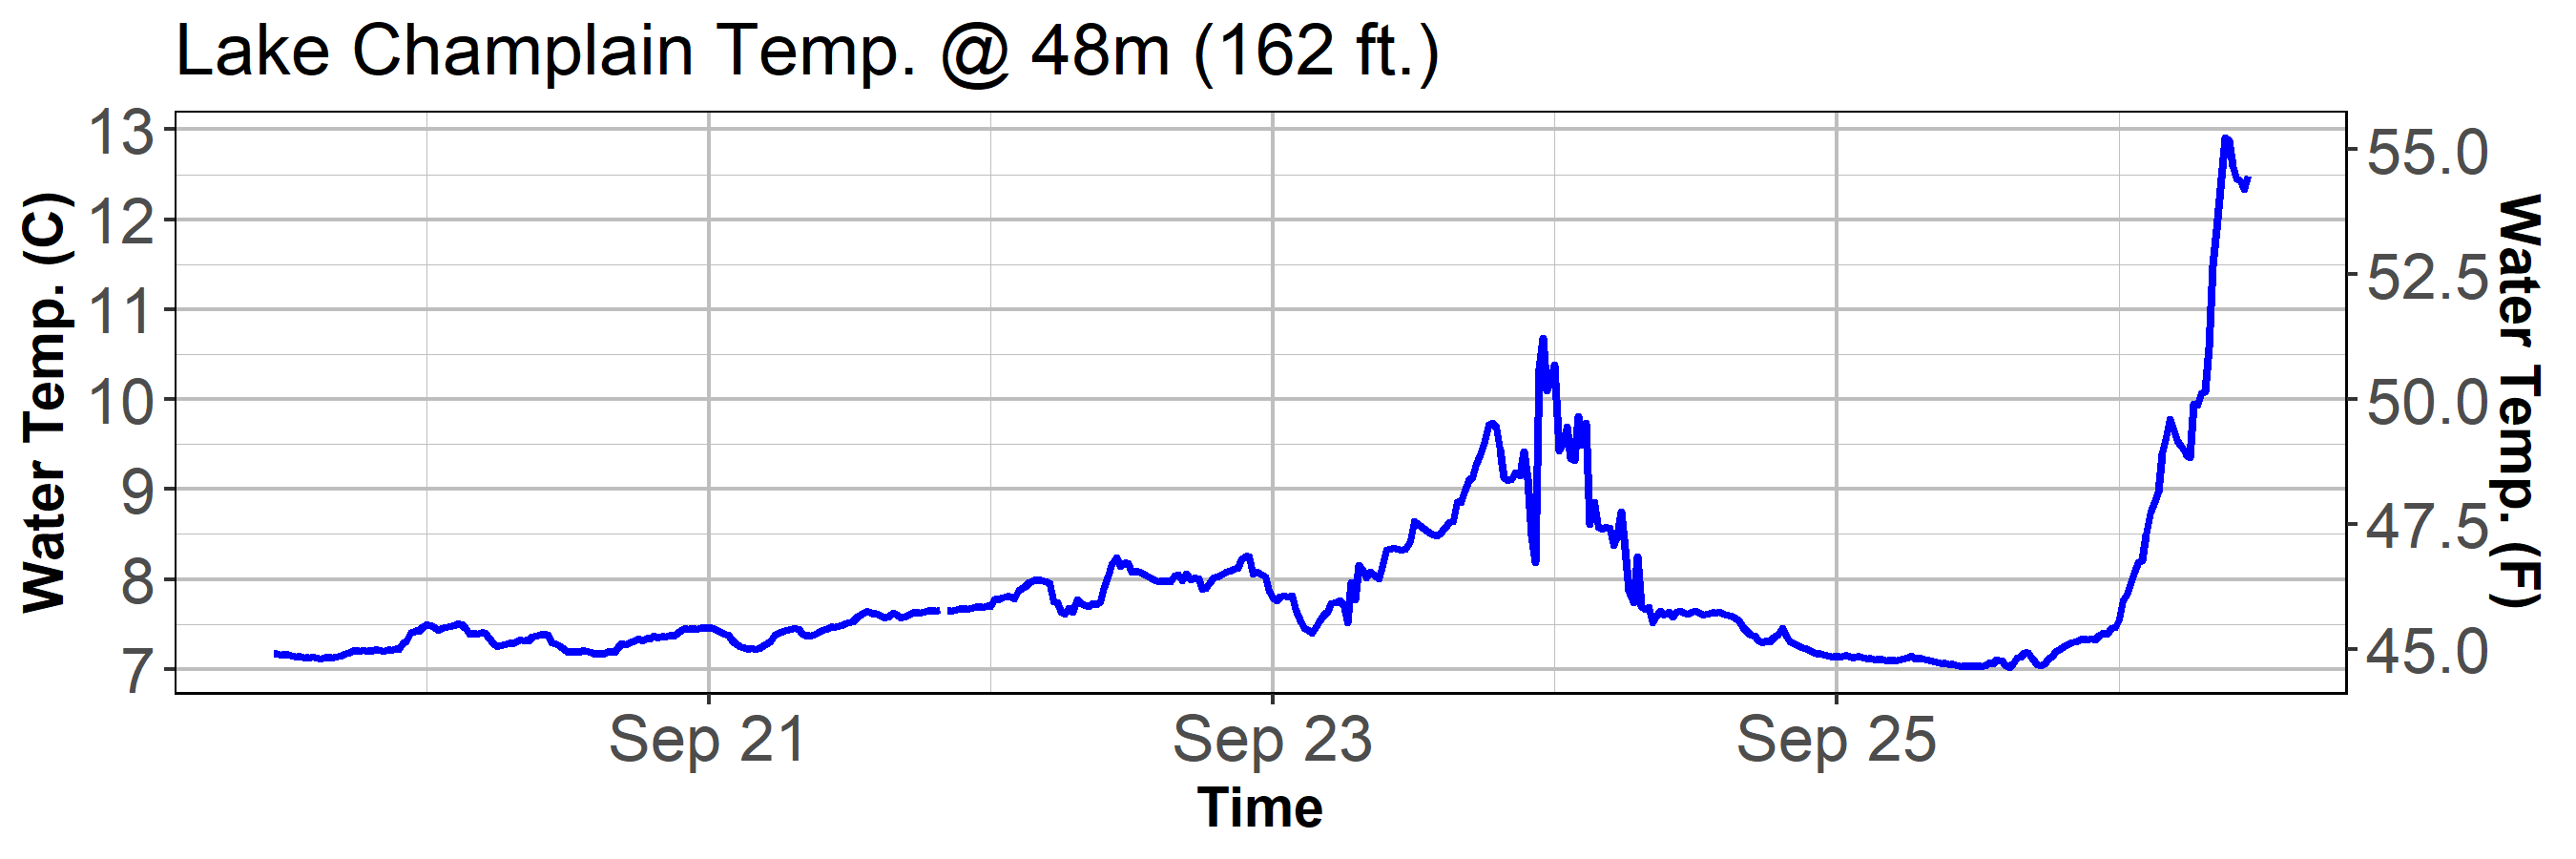 Lake Champlain Temp. @ 48m (162 ft.)
Water Temp. (C)
13
12
11
10
9
8
7
55.0
52.5
50.0
47.5
45.0
Water Temp. (F)
Sep 21
Sep 23
Sep 25
Time